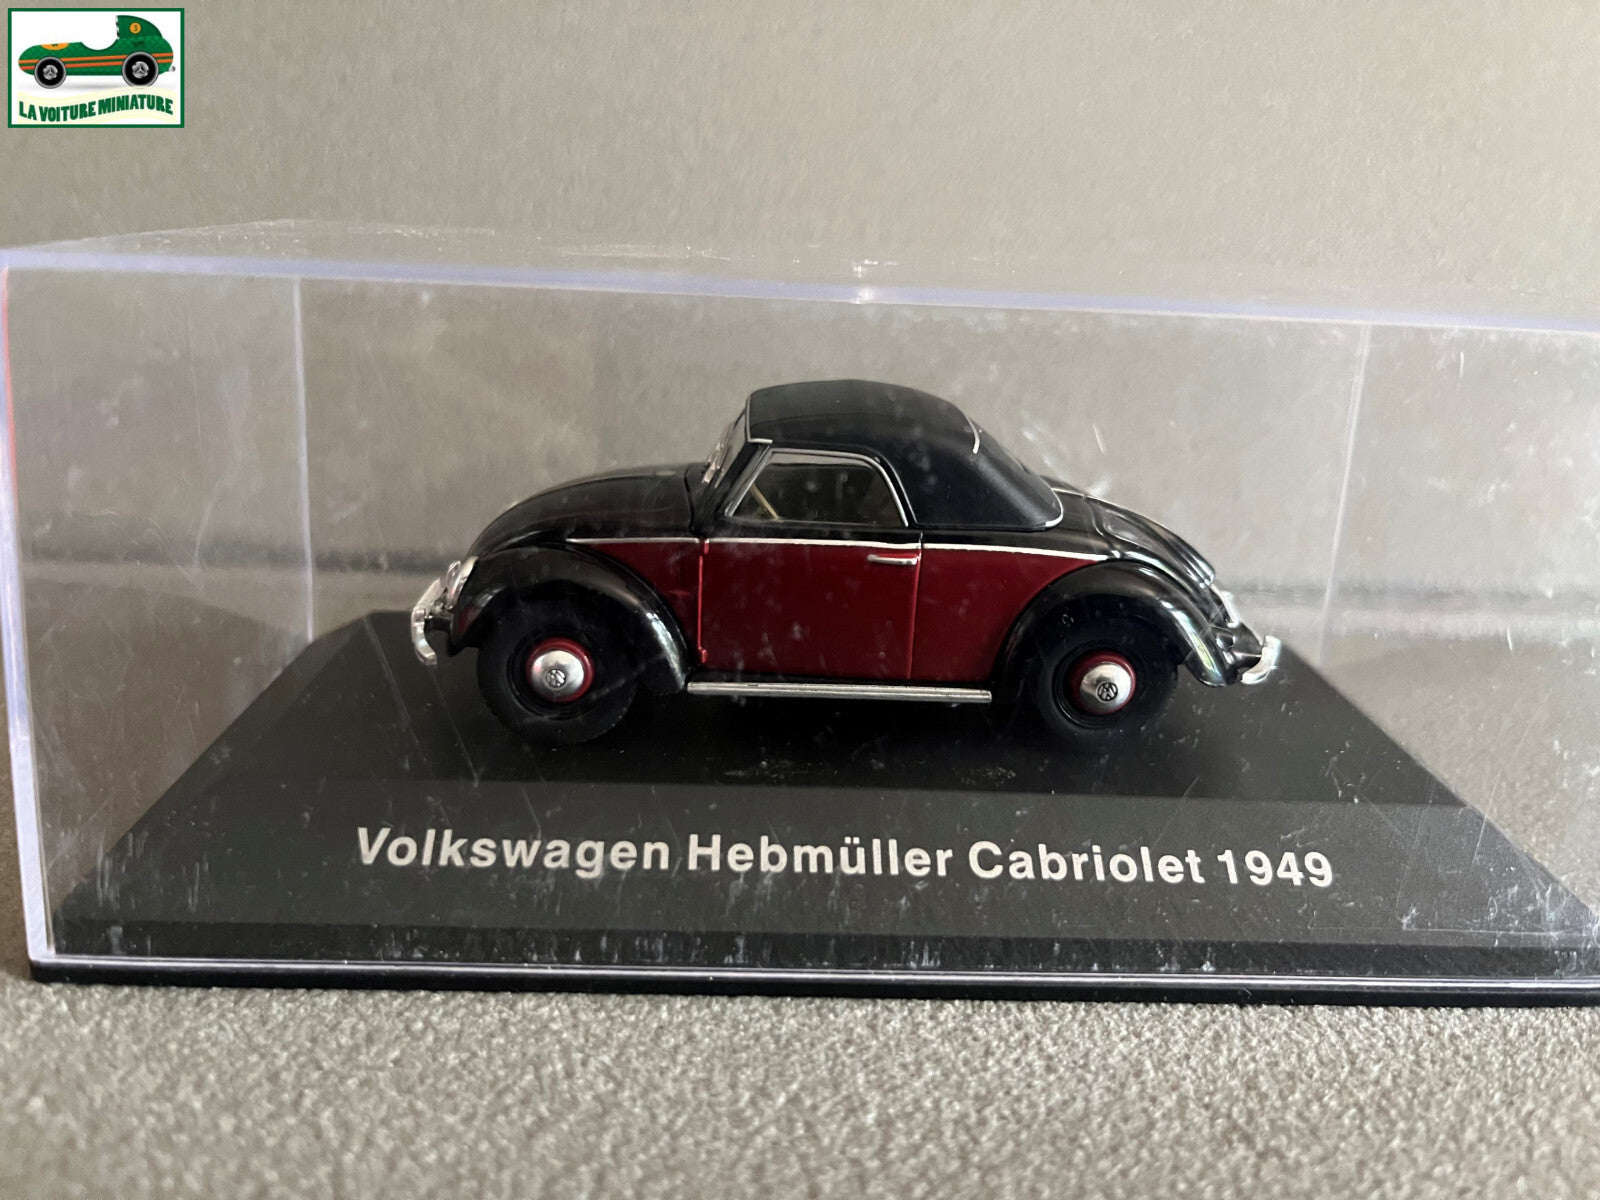 LA VOITURE MINIATURE
Volkswagen Hebmüller Cabriolet 1949